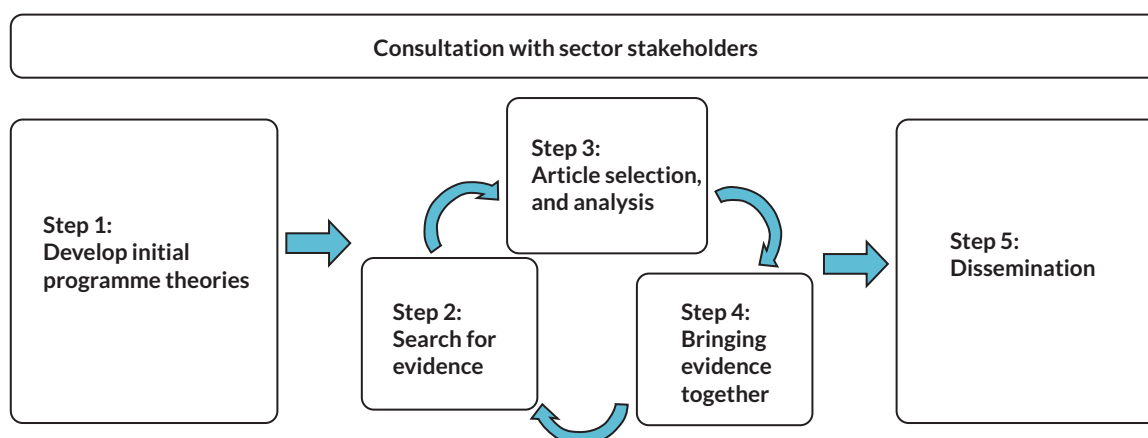 Consultation with sector stakeholders
Step 1:
Develop initial
programme theories
Step 2:
Search for
evidence
Step 3:
Article selection,
and analysis
Step 4:
Bringing
evidence
together
Step 5:
Dissemination